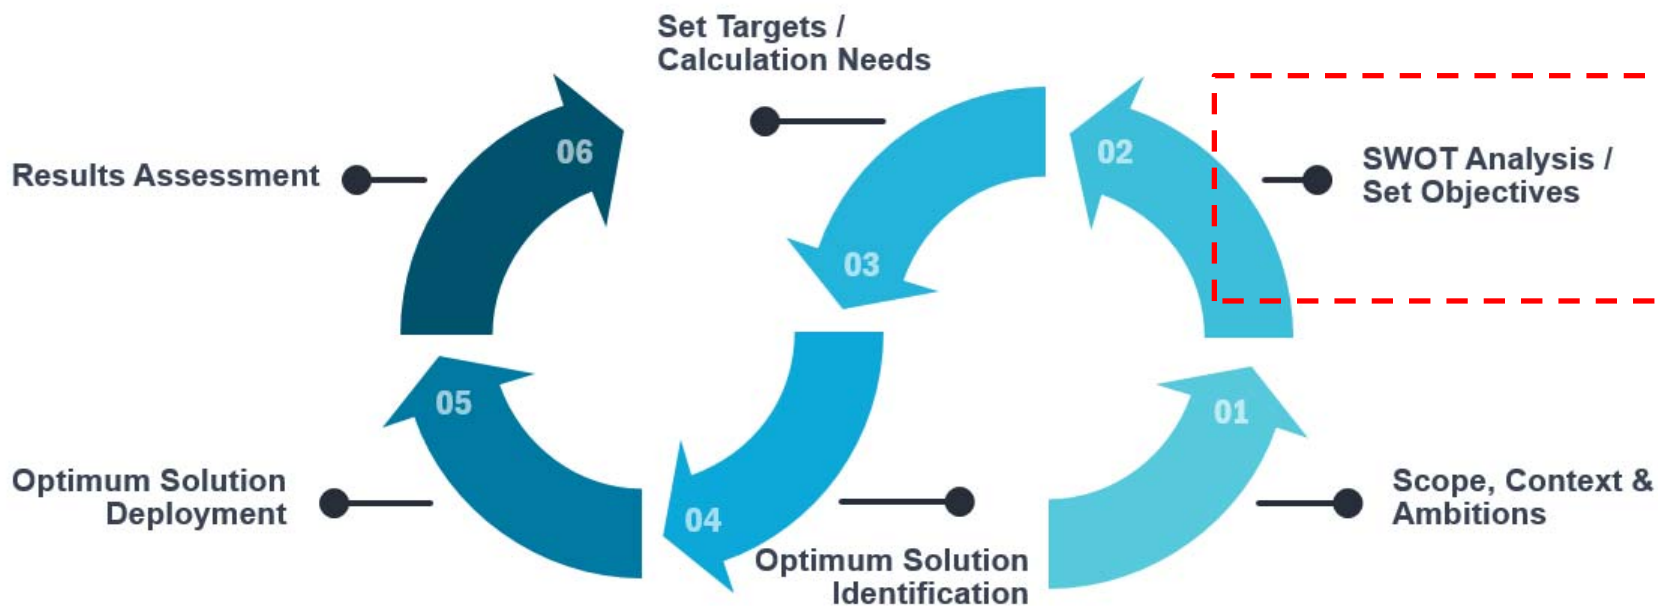 Set Targets /
Calculation Needs
06
02
Results Assessment
SWOT Analysis /
Set Objectives
03
05
01
Optimum Solution
Deployment
04
Scope, Context &
Ambitions
Optimum Solution
Identification